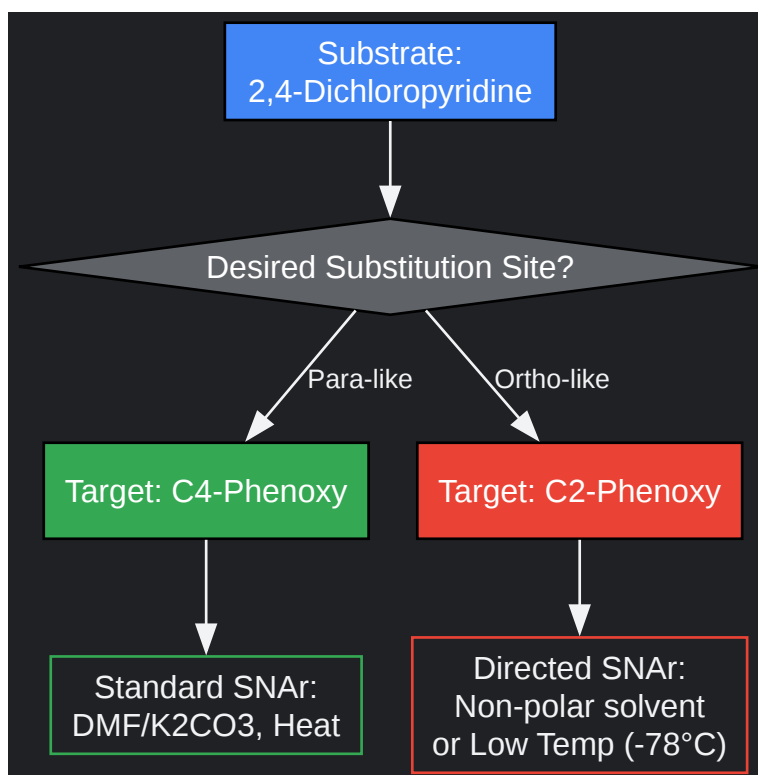 Substrate:
2,4-Dichloropyridine
Desired Substitution Site?
Para-like
Ortho-like
Target: C4-Phenoxy
Target: C2-Phenoxy
Standard SNAr:
DMF/K2CO3, Heat
Directed SNAr:
Non-polar solvent
or Low Temp (-78°C)